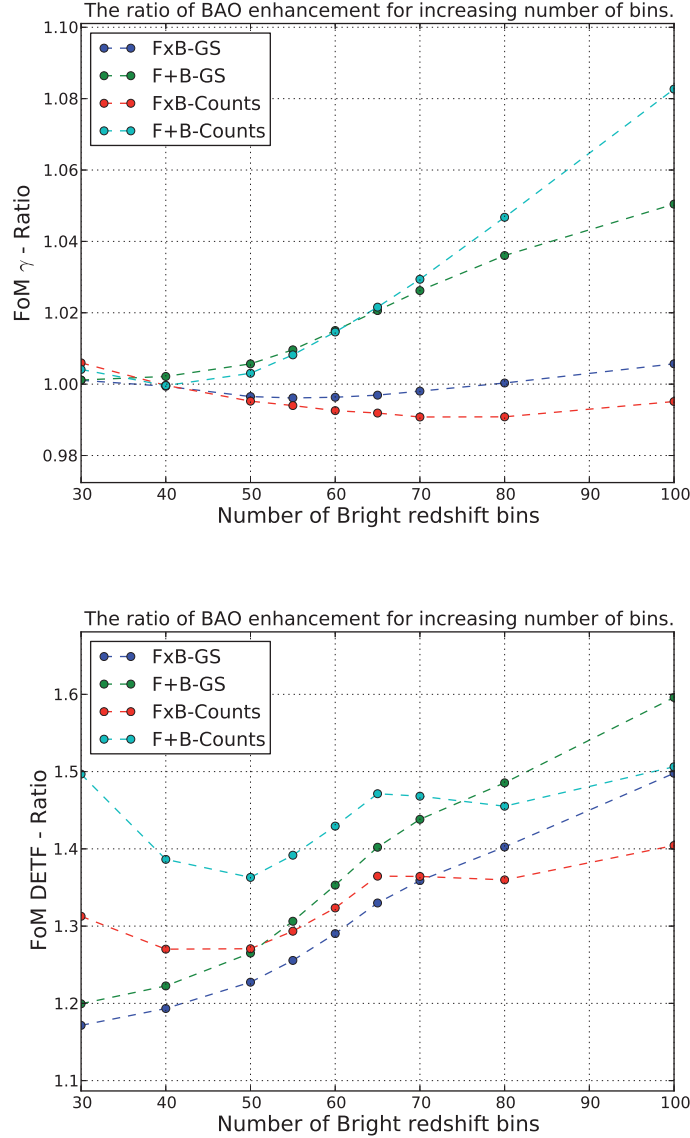 The ratio of BAO enhancement for increasing number of bins.
1.10
1.08
1.06
1.04
1.02
1.00
0.98
FoM γ - Ratio
FxB-GS
F+B-GS
FxB-Counts
F+B-Counts
30 40 50 60 70 80 90 100
Number of Bright redshift bins
The ratio of BAO enhancement for increasing number of bins.
1.6
1.5
1.4
1.3
1.2
1.1
FoM DETF - Ratio
FxB-GS
F+B-GS
FxB-Counts
F+B-Counts
30 40 50 60 70 80 90 100
Number of Bright redshift bins